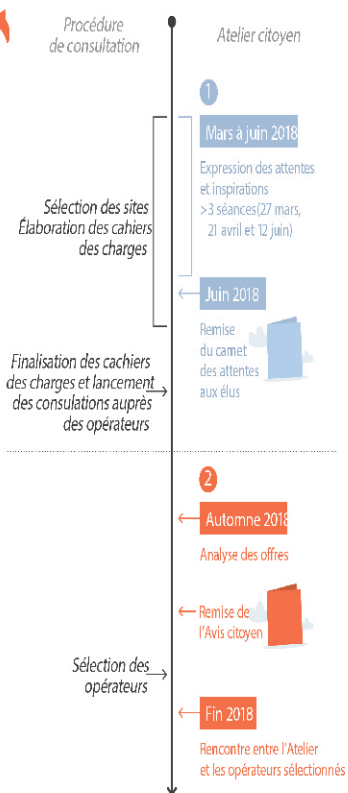 Procédure
de consultation
Atelier citoyen
1
Mars à juin 2018
Expression des attentes
et inspirations
>3 séances(27 mars,
21 avril et 12 juin)
Sélection des sites
Élaboration des cahiers
des charges
Juin 2018
Remise
du carnet
des attentes
aux élus
Finalisation des cachiers
des charges et lancement
des consulations auprès
des opérateurs
2
Automne 2018
Analyse des offres
Remise de
l'Avis citoyen
Sélection des
opérateurs
Fin 2018
Rencontre entre l'Atelier
et les opérateurs sélectionnés